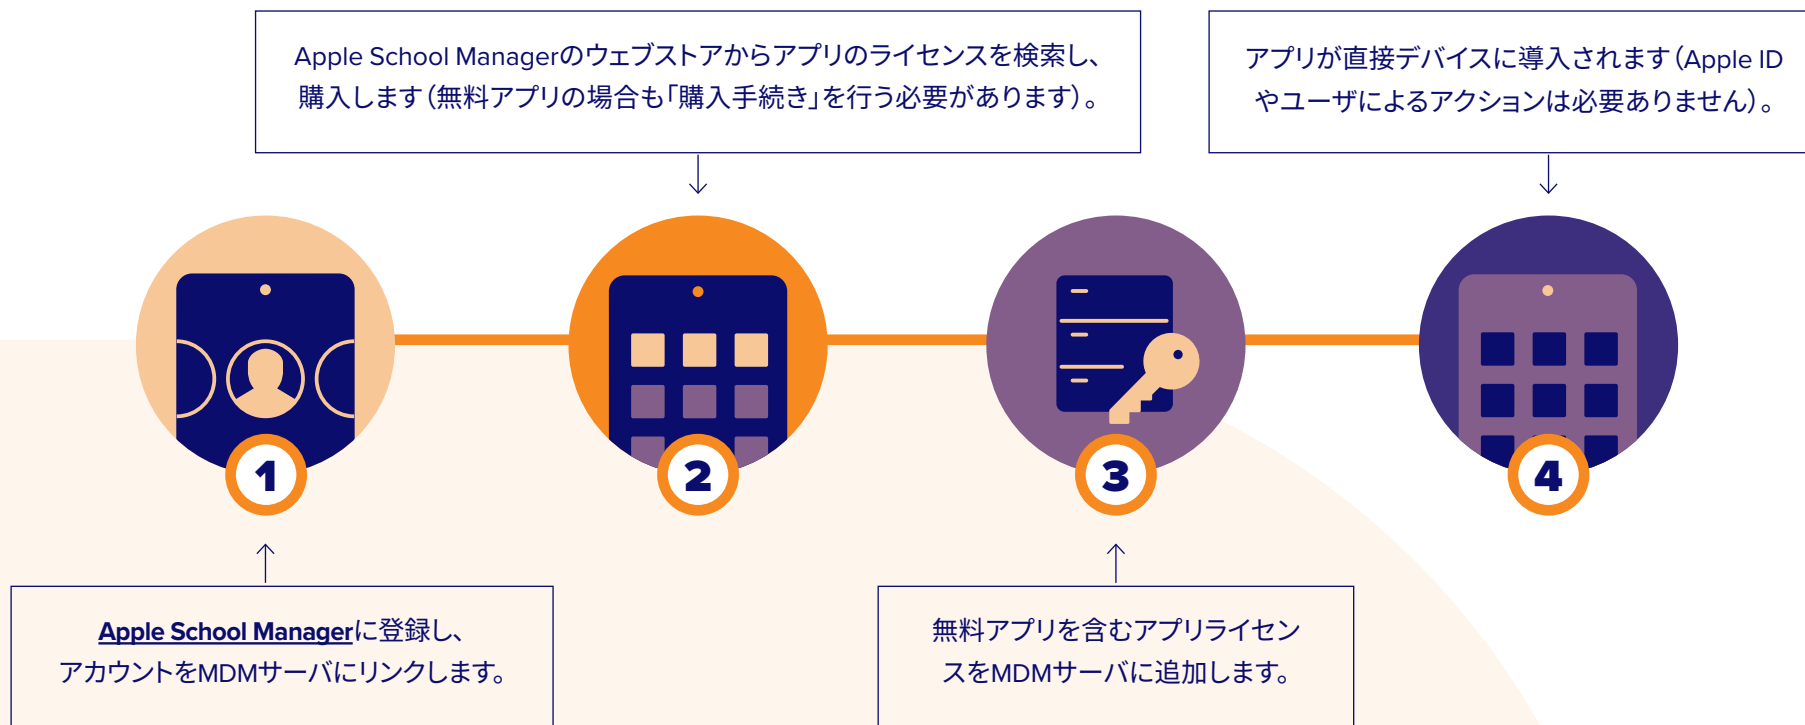 Apple School Managerのウェブストアからアプリのライセンスを検索し、
購入します（無料アプリの場合も「購入手続き」を行う必要があります）。
アプリが直接デバイスに導入されます（Apple ID
やユーザによるアクションは必要ありません）。
1
2
3
4
Apple School Managerに登録し、
アカウントをMDMサーバにリンクします。
無料アプリを含むアプリライセン
スをMDMサーバに追加します。